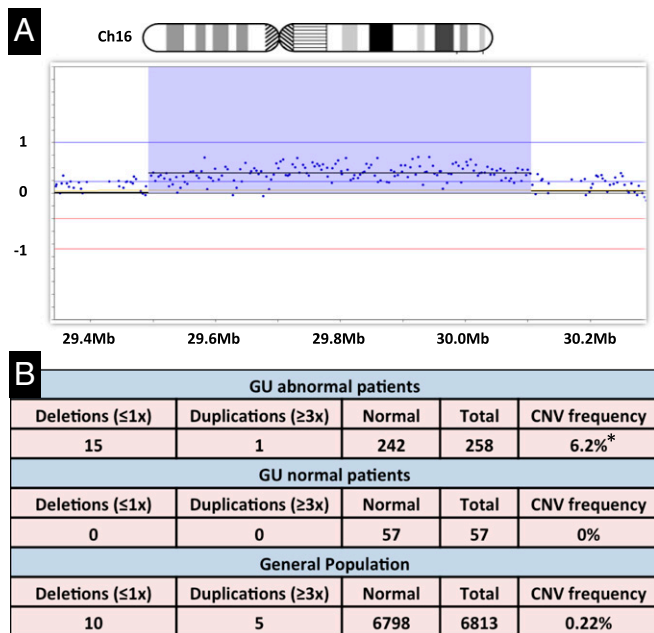 A
Ch16
1
0
-1
29.4Mb 29.6Mb 29.8Mb 30.0Mb 30.2Mb
B
GU abnormal patients
Deletions (≤1x) Duplications (≥3x) Normal Total CNV frequency
15 1 242 258 6.2%*
GU normal patients
Deletions (≤1x) Duplications (≥3x) Normal Total CNV frequency
0 0 57 57 0%
General Population
Deletions (≤1x) Duplications (≥3x) Normal Total CNV frequency
10 5 6798 6813 0.22%